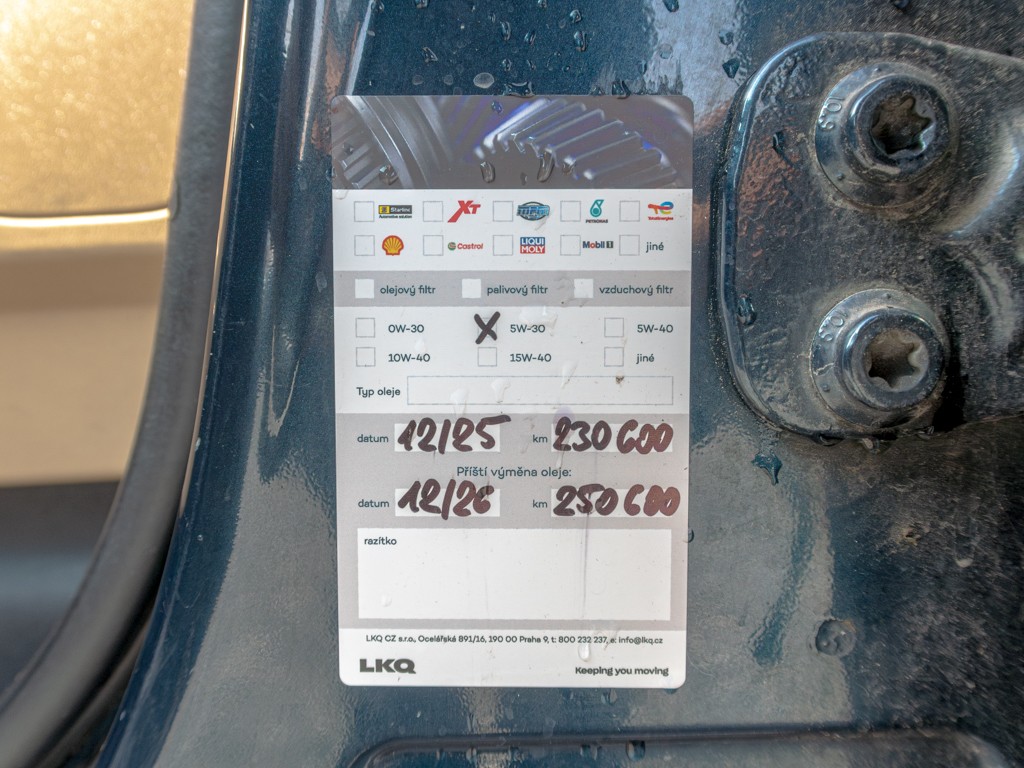 Starline XT PETRONAS TotalEnergies
Castrol LIQUI MOLY Mobil 1 jiné
olejový filtr palivový filtr vzduchový filtr
0W-30 X 5W-30 5W-40
10W-40 15W-40 jiné
Typ oleje
datum 12/25 km 230 600
Příští výměna oleje:
datum 12/26 km 250 600
razítko
LKQ CZ s.r.o., Ocelářská 891/16, 190 00 Praha 9, t: 800 232 237, e: info@lkq.cz
LKQ Keeping you moving